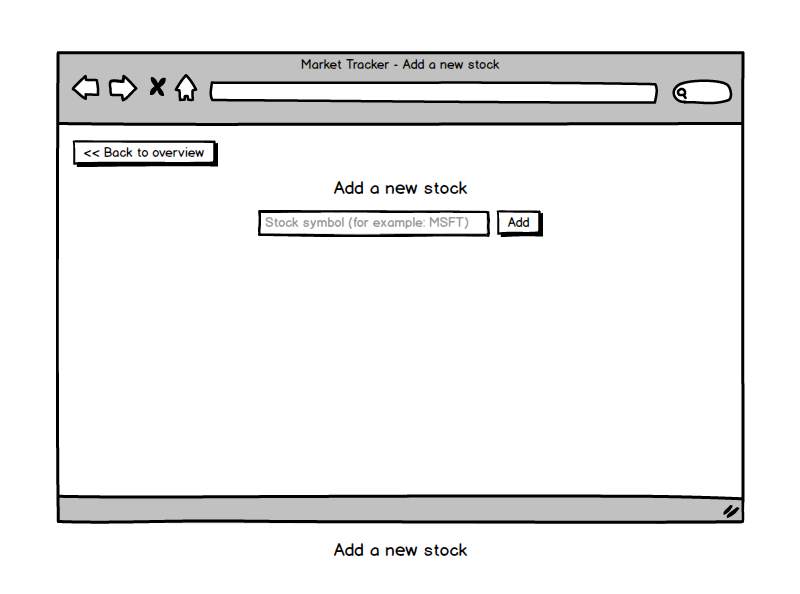 Market Tracker - Add a new stock
<< Back to overview
Add a new stock
Stock symbol (for example: MSFT)
Add
Add a new stock